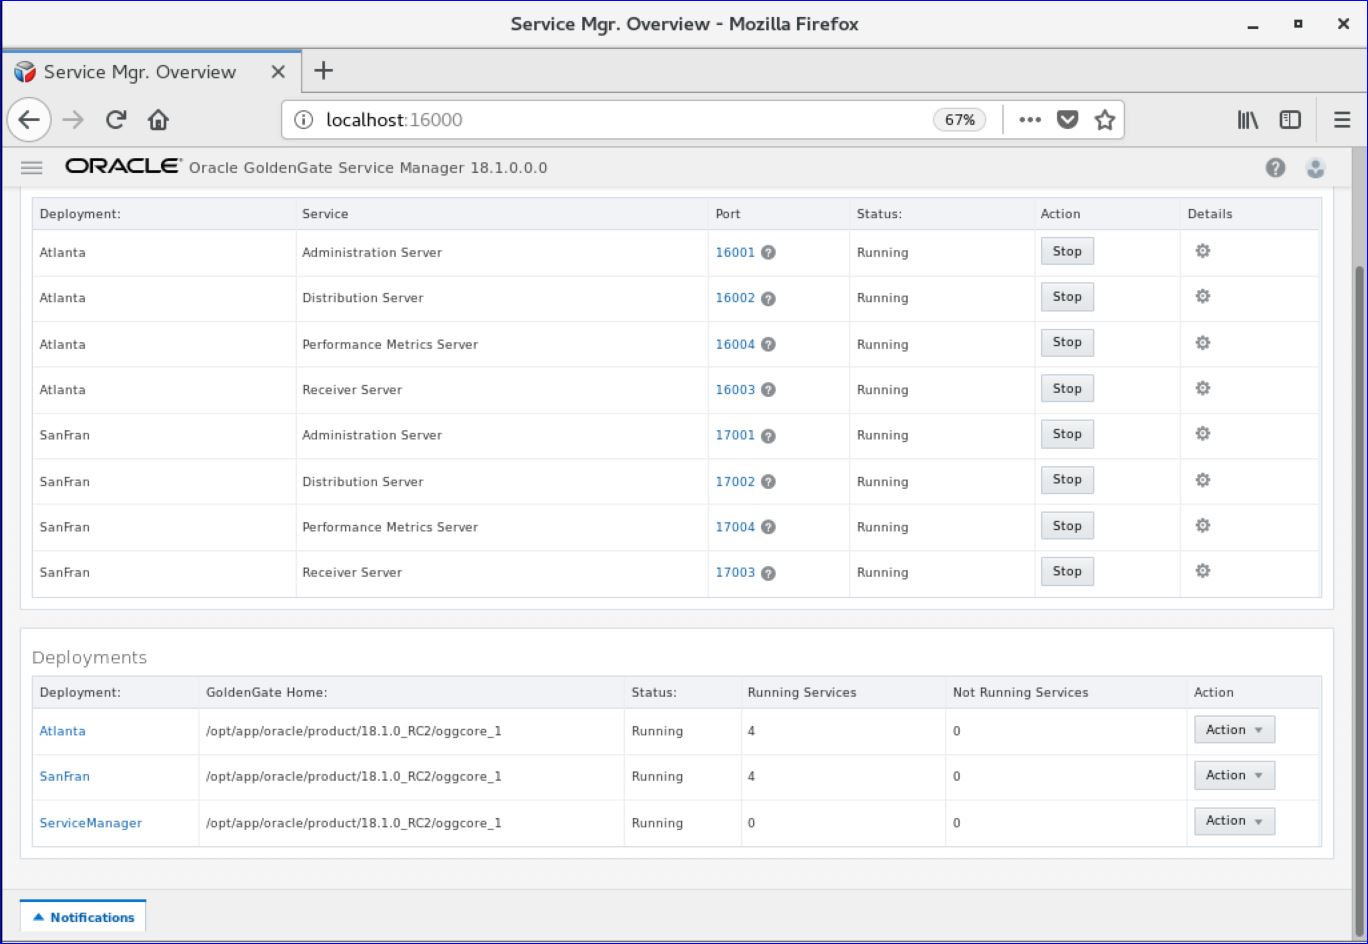 Service Mgr. Overview - Mozilla Firefox
Service Mgr. Overview
localhost:16000 67%
ORACLE Oracle GoldenGate Service Manager 18.1.0.0.0
Deployment: Service Port Status: Action Details
Atlanta Administration Server 16001 Running Stop
Atlanta Distribution Server 16002 Running Stop
Atlanta Performance Metrics Server 16004 Running Stop
Atlanta Receiver Server 16003 Running Stop
SanFran Administration Server 17001 Running Stop
SanFran Distribution Server 17002 Running Stop
SanFran Performance Metrics Server 17004 Running Stop
SanFran Receiver Server 17003 Running Stop
Deployments
Deployment: GoldenGate Home: Status: Running Services Not Running Services Action
Atlanta /opt/app/oracle/product/18.1.0_RC2/oggcore_1 Running 4 0 Action
SanFran /opt/app/oracle/product/18.1.0_RC2/oggcore_1 Running 4 0 Action
ServiceManager /opt/app/oracle/product/18.1.0_RC2/oggcore_1 Running 0 0 Action
Notifications